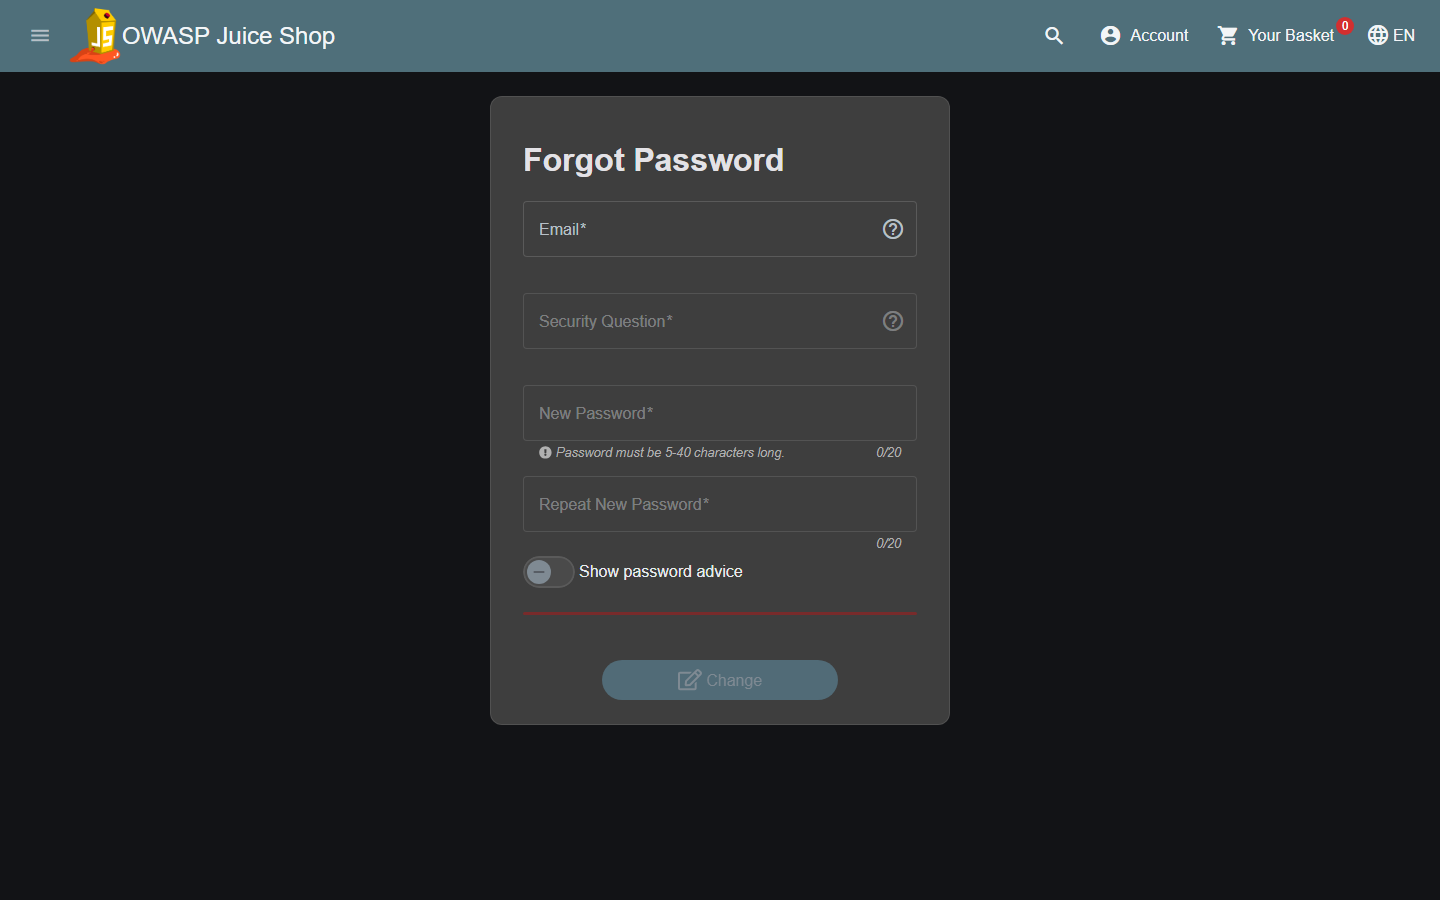 JS
OWASP Juice Shop
Account
Your Basket
0
EN
Forgot Password
Email*
Security Question*
New Password*
Password must be 5-40 characters long.
0/20
Repeat New Password*
0/20
Show password advice
Change